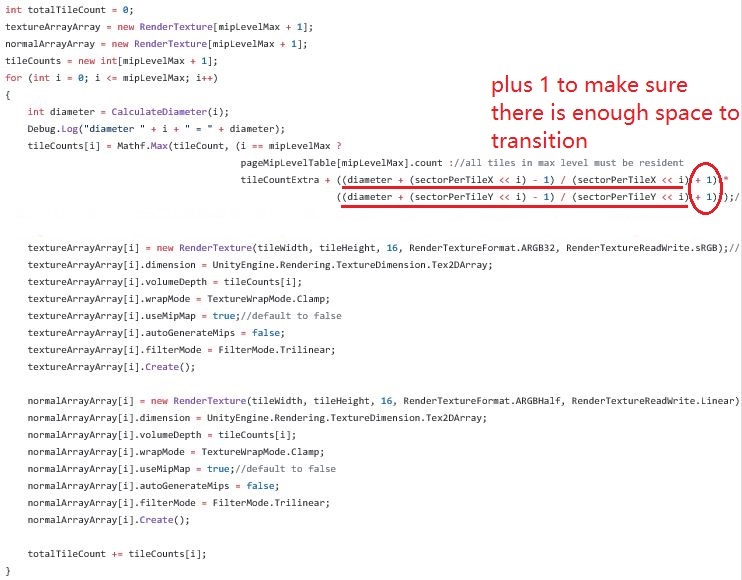 int totalTileCount = 0;
textureArrayArray = new RenderTexture[mipLevelMax + 1];
normalArrayArray = new RenderTexture[mipLevelMax + 1];
tileCounts = new int[mipLevelMax + 1];
for (int i = 0; i <= mipLevelMax; i++)
{
plus 1 to make sure
there is enough space to
transition
int diameter = CalculateDiameter(i);
Debug.Log("diameter " + i + " = " + diameter);
tileCounts[i] = Mathf.Max(tileCount, (i == mipLevelMax ?
pageMipLevelTable[mipLevelMax].count ://all tiles in max level must be resident
tileCountExtra + ((diameter + (sectorPerTileX << i) - 1) / (sectorPerTileX << i) + 1) *
((diameter + (sectorPerTileY << i) - 1) / (sectorPerTileY << i) + 1)));/
textureArrayArray[i] = new RenderTexture(tileWidth, tileHeight, 16, RenderTextureFormat.ARGB32, RenderTextureReadWrite.sRGB);//
textureArrayArray[i].dimension = UnityEngine.Rendering.TextureDimension.Tex2DArray;
textureArrayArray[i].volumeDepth = tileCounts[i];
textureArrayArray[i].wrapMode = TextureWrapMode.Clamp;
textureArrayArray[i].useMipMap = true;//default to false
textureArrayArray[i].autoGenerateMips = false;
textureArrayArray[i].filterMode = FilterMode.Trilinear;
textureArrayArray[i].Create();
normalArrayArray[i] = new RenderTexture(tileWidth, tileHeight, 16, RenderTextureFormat.ARGBHalf, RenderTextureReadWrite.Linear)
normalArrayArray[i].dimension = UnityEngine.Rendering.TextureDimension.Tex2DArray;
normalArrayArray[i].volumeDepth = tileCounts[i];
normalArrayArray[i].wrapMode = TextureWrapMode.Clamp;
normalArrayArray[i].useMipMap = true;//default to false
normalArrayArray[i].autoGenerateMips = false;
normalArrayArray[i].filterMode = FilterMode.Trilinear;
normalArrayArray[i].Create();
totalTileCount += tileCounts[i];
}